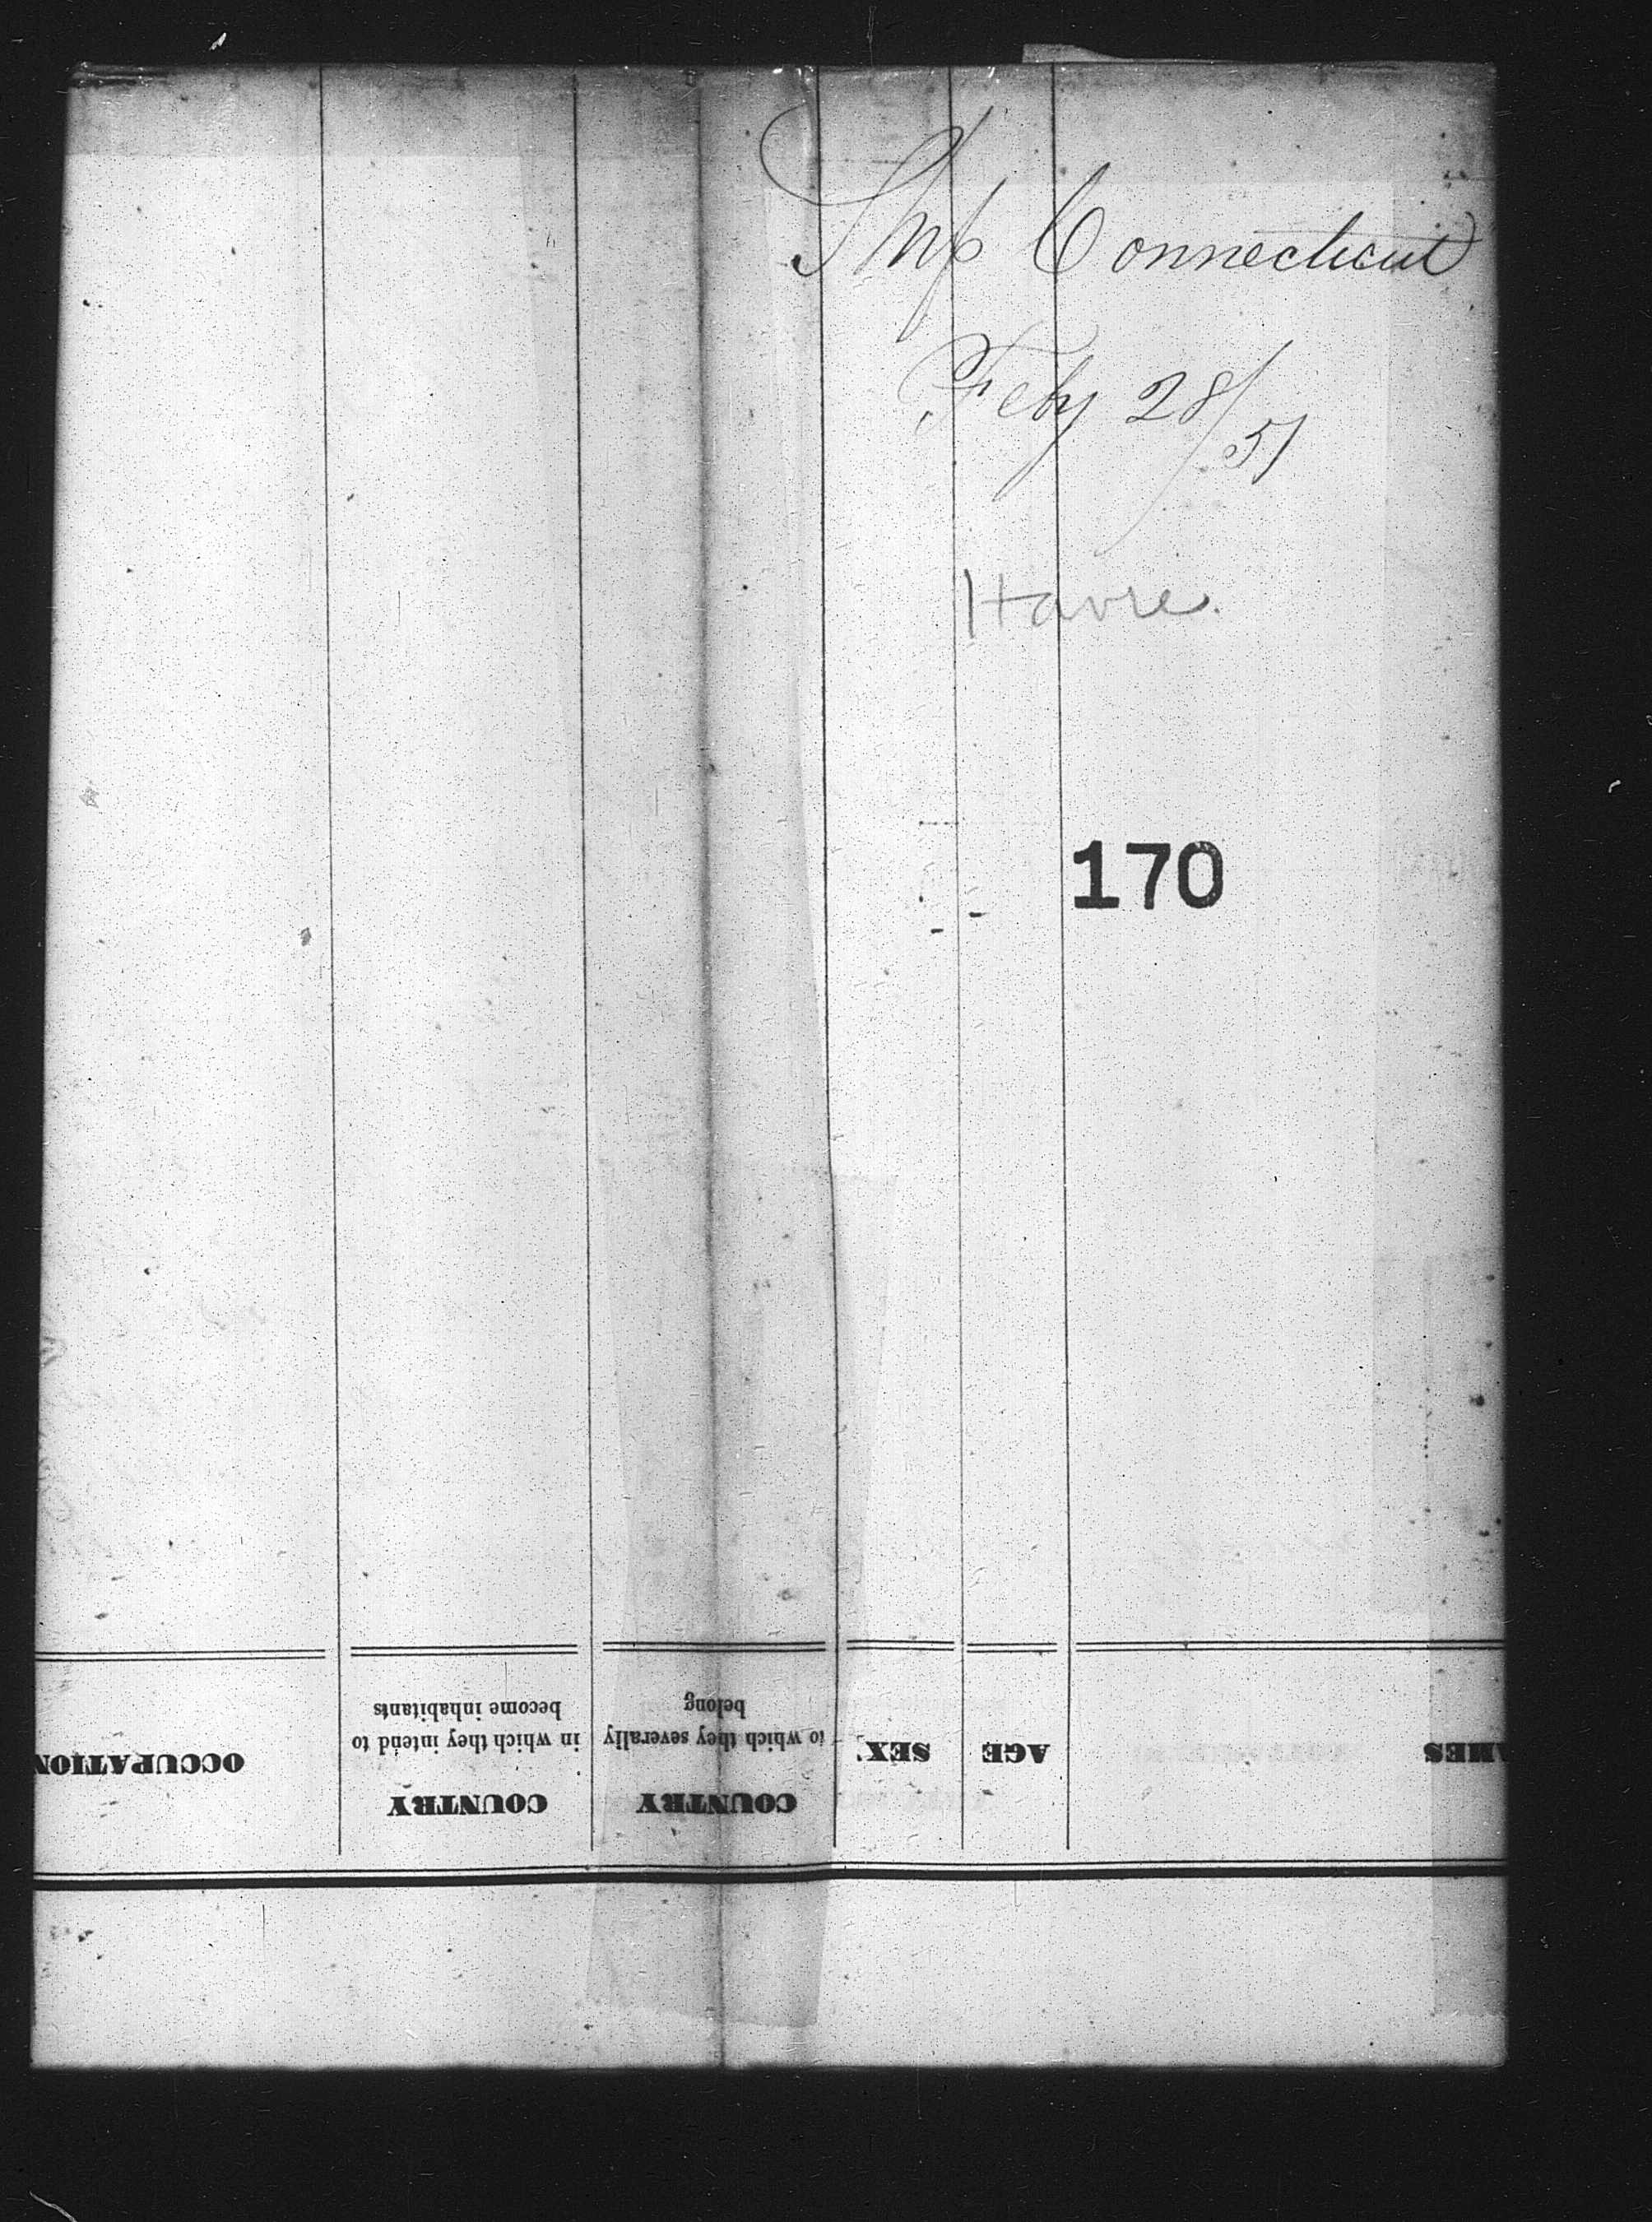 Ship Connecticut
Feby 28/51
Havre.
170
AMES
AGE
SEX.
COUNTRY
to which they severally
belong
COUNTRY
in which they intend to
become inhabitants
OCCUPATION